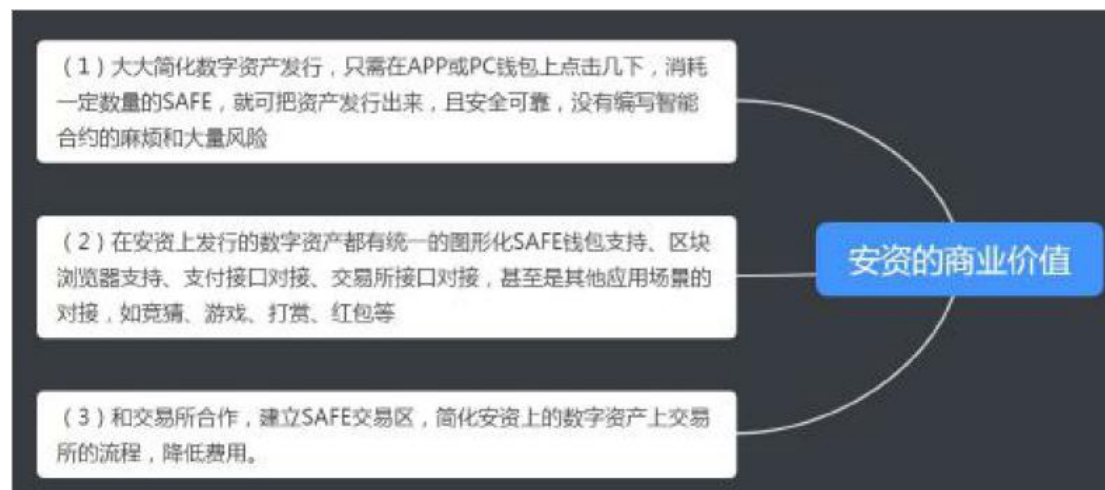 （1）大大简化数字资产发行，只需在APP或PC钱包上点击几下，消耗
一定数量的SAFE，就可把资产发行出来，且安全可靠，没有编写智能
合约的麻烦和大量风险
（2）在安资上发行的数字资产都有统一的图形化SAFE钱包支持、区块
浏览器支持、支付接口对接、交易所接口对接，甚至是其他应用场景的
对接，如竞猜、游戏、打赏、红包等
（3）和交易所合作，建立SAFE交易区，简化安资上的数字资产上交易
所的流程，降低费用。
安资的商业价值